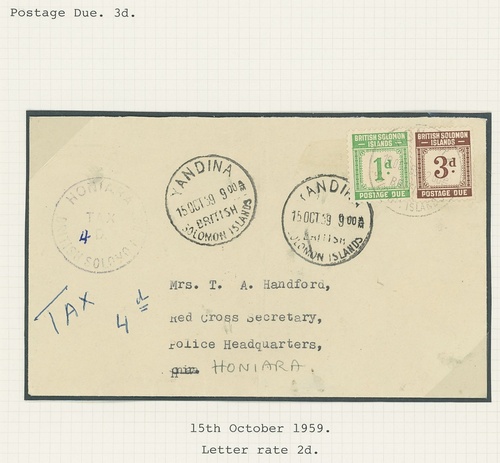 Postage Due. 3d.
BRITISH SOLOMON
ISLANDS
1d.
POSTAGE DUE
BRITISH SOLOMON
ISLANDS
3d.
POSTAGE DUE
YANDINA
15 OCT 59 9 00 A
BRITISH
SOLOMON ISLANDS
YANDINA
15 OCT 59 9 00 A
BRITISH
SOLOMON ISLANDS
HONIARA
4
ISLANDS
TAX
4d
Mrs. T. A. Handford,
Red Cross Secretary,
Police Headquarters,
HONIARA.
15th October 1959.
Letter rate 2d.